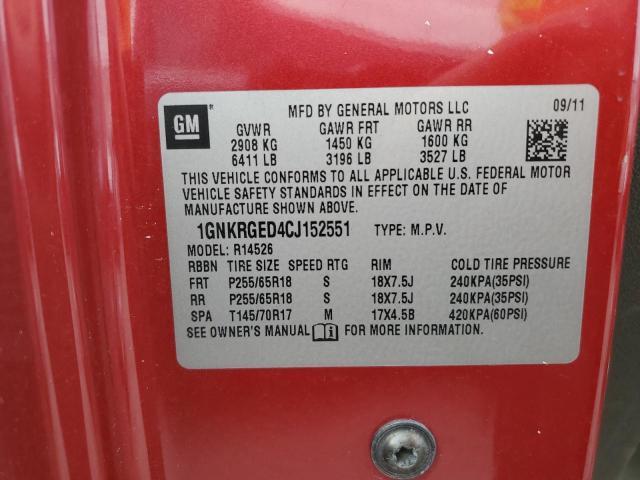 GM ®
MFD BY GENERAL MOTORS LLC 09/11
GVWR GAWR FRT GAWR RR
2908 KG 1450 KG 1600 KG
6411 LB 3196 LB 3527 LB
THIS VEHICLE CONFORMS TO ALL APPLICABLE U.S. FEDERAL MOTOR
VEHICLE SAFETY STANDARDS IN EFFECT ON THE DATE OF
MANUFACTURE SHOWN ABOVE.
1GNKRGED4CJ152551 TYPE: M.P.V.
MODEL: R14526
RBBN TIRE SIZE SPEED RTG RIM COLD TIRE PRESSURE
FRT P255/65R18 S 18X7.5J 240KPA(35PSI)
RR P255/65R18 S 18X7.5J 240KPA(35PSI)
SPA T145/70R17 M 17X4.5B 420KPA(60PSI)
SEE OWNER'S MANUAL FOR MORE INFORMATION.